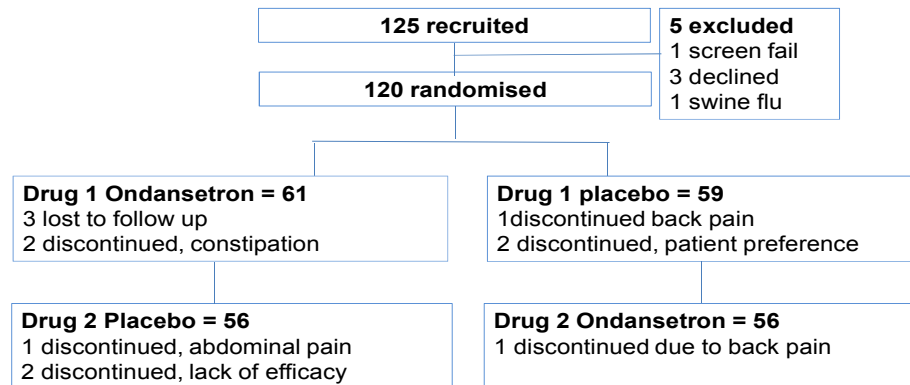 125 recruited
5 excluded
1 screen fail
3 declined
1 swine flu
120 randomised
Drug 1 Ondansetron = 61
3 lost to follow up
2 discontinued, constipation
Drug 1 placebo = 59
1discontinued back pain
2 discontinued, patient preference
Drug 2 Placebo = 56
1 discontinued, abdominal pain
2 discontinued, lack of efficacy
Drug 2 Ondansetron = 56
1 discontinued due to back pain